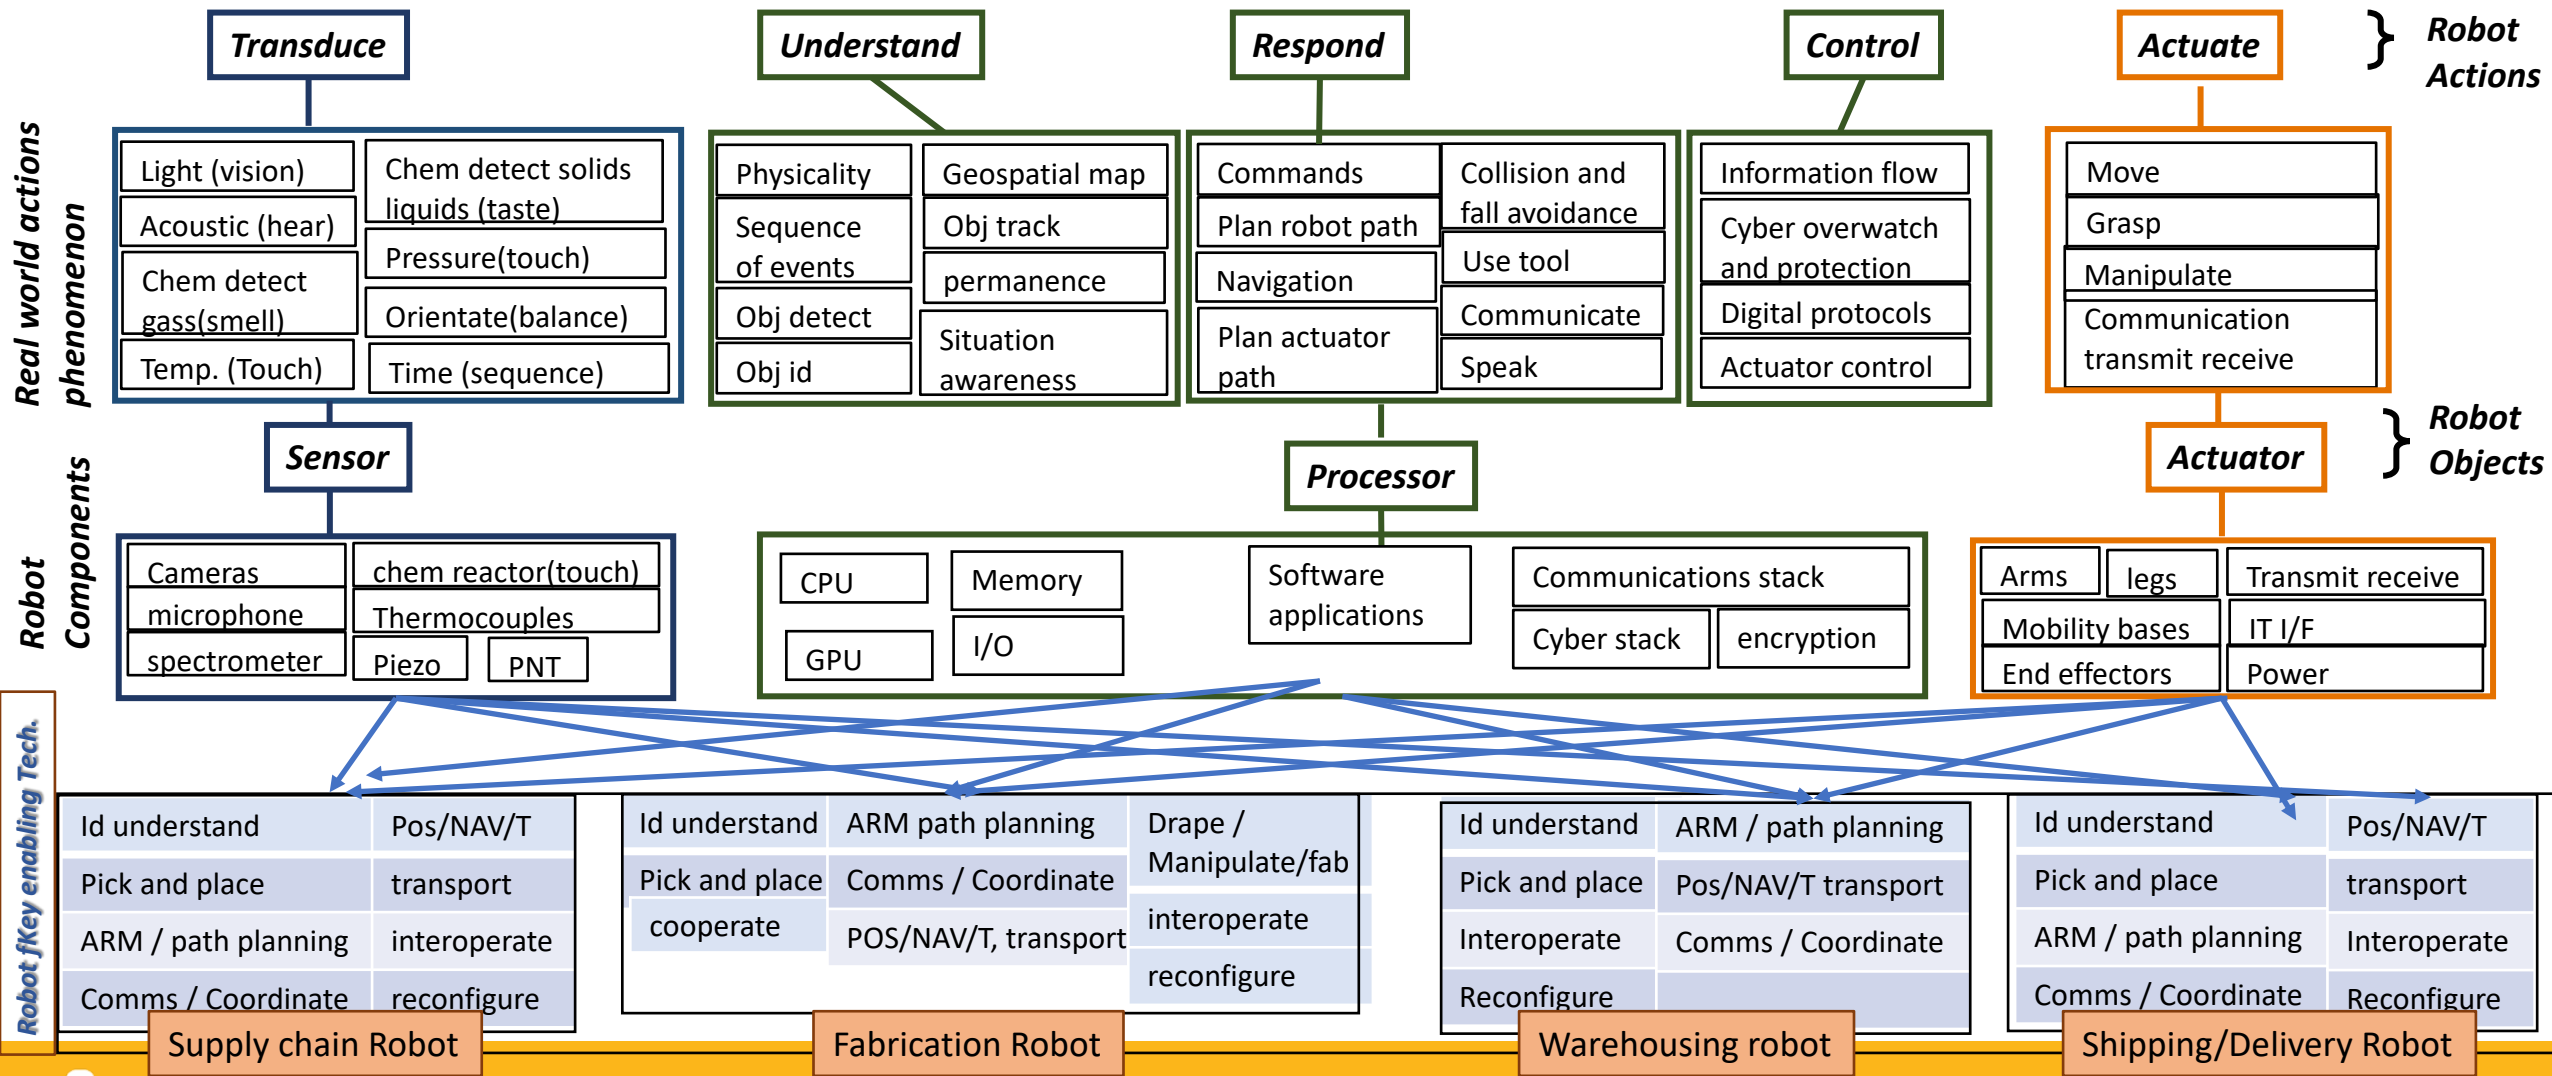 Transduce
Understand
Respond
Control
Actuate
}
Robot
Actions
Real world actions
phenomenon
Light (vision)
Acoustic (hear)
Chem detect
gass(smell)
Temp. (Touch)
Chem detect solids
liquids (taste)
Pressure(touch)
Orientate(balance)
Time (sequence)
Physicality
Sequence
of events
Obj detect
Obj id
Geospatial map
Obj track
permanence
Situation
awareness
Commands
Plan robot path
Navigation
Plan actuator
path
Collision and
fall avoidance
Use tool
Communicate
Speak
Information flow
Cyber overwatch
and protection
Digital protocols
Actuator control
Move
Grasp
Manipulate
Communication
transmit receive
Sensor
Processor
Actuator
}
Robot
Objects
Robot
Components
Cameras
microphone
spectrometer
chem reactor(touch)
Thermocouples
Piezo
PNT
CPU
GPU
Memory
I/O
Software
applications
Communications stack
Cyber stack
encryption
Arms
legs
Transmit receive
Mobility bases
IT I/F
End effectors
Power
Robot fKey enabling Tech.
Id understand
Pos/NAV/T
Pick and place
transport
ARM / path planning
interoperate
Comms / Coordinate
reconfigure
Supply chain Robot
Id understand
ARM path planning
Drape /
Manipulate/fab
Pick and place
Comms / Coordinate
cooperate
POS/NAV/T, transport
interoperate
reconfigure
Fabrication Robot
Id understand
ARM / path planning
Pick and place
Pos/NAV/T transport
Interoperate
Comms / Coordinate
Reconfigure
Warehousing robot
Id understand
Pos/NAV/T
Pick and place
transport
ARM / path planning
Interoperate
Comms / Coordinate
Reconfigure
Shipping/Delivery Robot